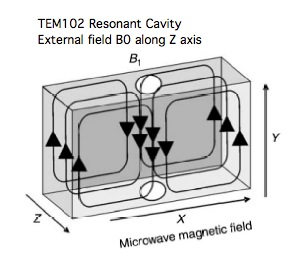 TEM102 Resonant Cavity
External field B0 along Z axis
B1
Y
Z
X
Microwave magnetic field